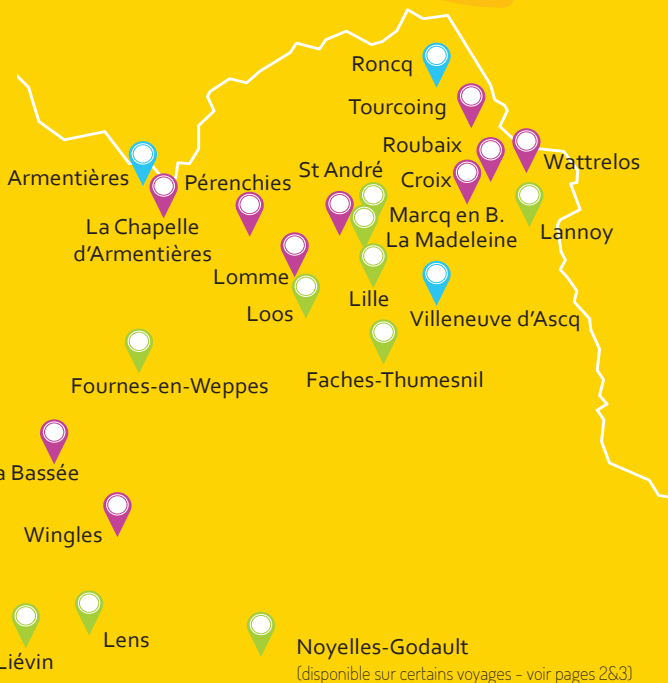 Roncq
Tourcoing
Roubaix
Wattrelos
St André
Armentières
Pérenchies
Croix
La Chapelle
d'Armentières
Marcq en B.
La Madeleine
Lannoy
Lomme
Loos
Lille
Villeneuve d'Ascq
Fournes-en-Weppes
Faches-Thumesnil
a Bassée
Wingles
Lens
Liévin
Noyelles-Godault
(disponible sur certains voyages - voir pages 2&3)